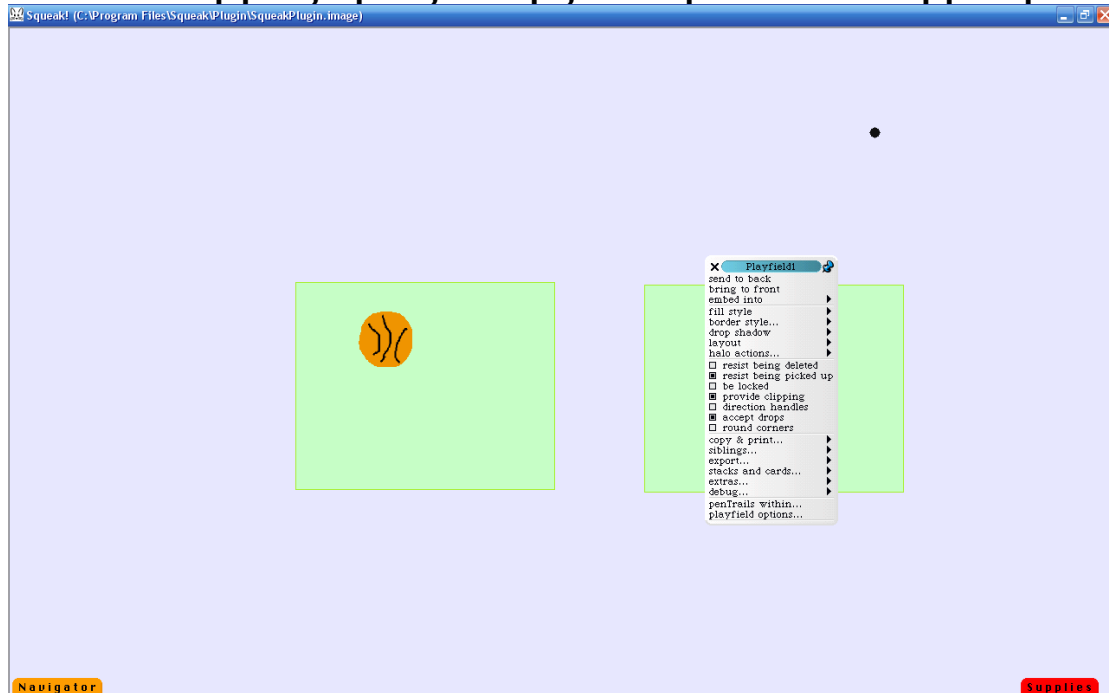 Squeak! (C:\Program Files\Squeak\Plugin\SqueakPlugin.image)
Playfield1
send to back
bring to front
embed into
fill style
border style...
drop shadow
layout
halo actions...
resist being deleted
resist being picked up
be locked
provide clipping
direction handles
accept drops
round corners
copy & print...
siblings...
export...
stacks and cards...
extras...
debug...
penTrails within...
playfield options...
Navigator
Supplies